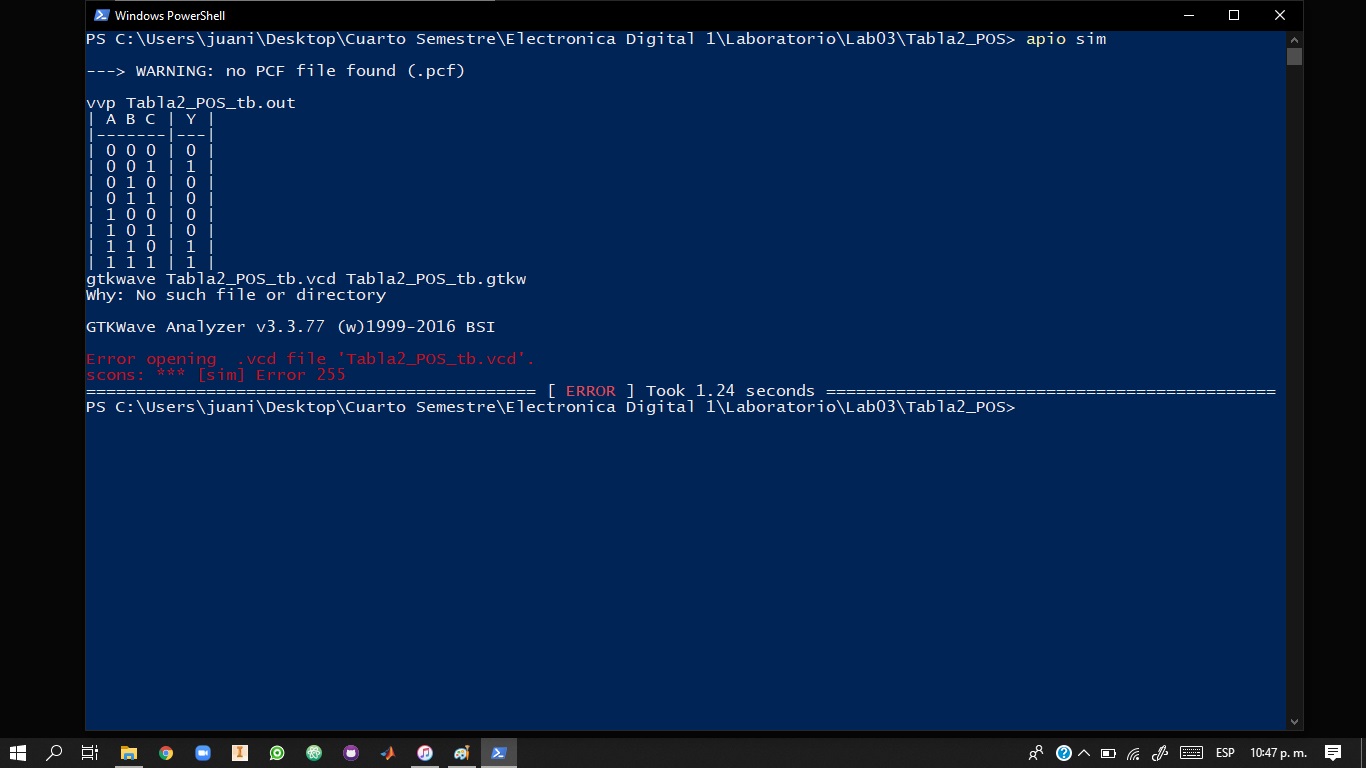 Windows PowerShell
PS C:\Users\juani\Desktop\Cuarto Semestre\Electronica Digital 1\Laboratorio\Lab03\Tabla2_POS> apio sim
---> WARNING: no PCF file found (.pcf)
vvp Tabla2_POS_tb.out
| A B C | Y |
|-------|---|
| 0 0 0 | 0 |
| 0 0 1 | 1 |
| 0 1 0 | 0 |
| 0 1 1 | 0 |
| 1 0 0 | 0 |
| 1 0 1 | 0 |
| 1 1 0 | 1 |
| 1 1 1 | 1 |
gtkwave Tabla2_POS_tb.vcd Tabla2_POS_tb.gtkw
Why: No such file or directory
GTKWave Analyzer v3.3.77 (w)1999-2016 BSI
Error opening  .vcd file 'Tabla2_POS_tb.vcd'.
scons: *** [sim] Error 255
============================================= [ ERROR ] Took 1.24 seconds =============================================
PS C:\Users\juani\Desktop\Cuarto Semestre\Electronica Digital 1\Laboratorio\Lab03\Tabla2_POS>
ESP 10:47 p. m.